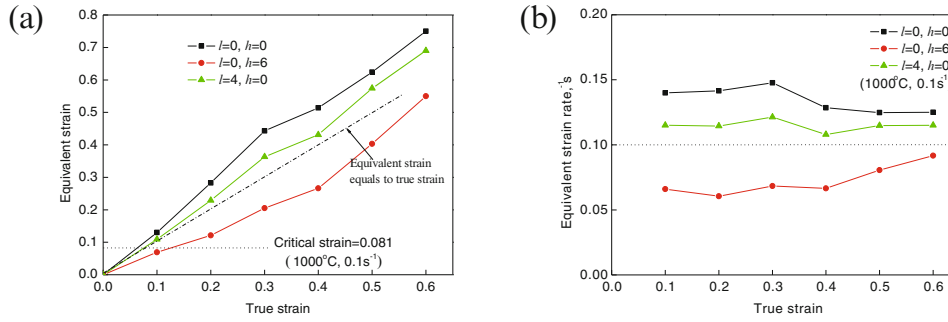 (a)
0.8
0.7
0.6
0.5
0.4
0.3
0.2
0.1
0.0
Equivalent strain
l=0, h=0
l=0, h=6
l=4, h=0
Equivalent strain
equals to true strain
Critical strain=0.081
(1000°C, 0.1s⁻¹)
0.0 0.1 0.2 0.3 0.4 0.5 0.6
True strain
(b)
0.20
0.15
0.10
0.05
0.00
Equivalent strain rate,⁻¹s
l=0, h=0
l=0, h=6
l=4, h=0
(1000°C, 0.1s⁻¹
0.0 0.1 0.2 0.3 0.4 0.5 0.6
True strain